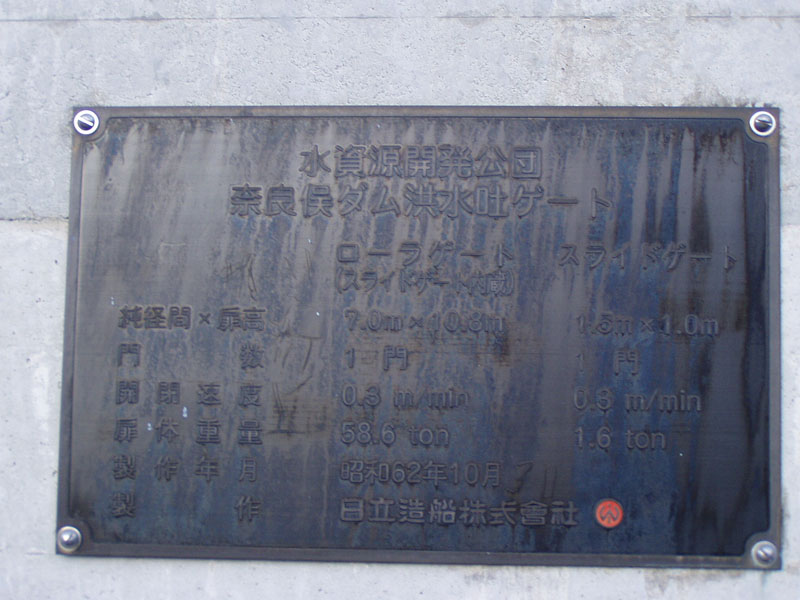 水資源開発公団
奈良俣ダム洪水吐ゲート
ローラゲート スライドゲート
(スライドゲート内蔵)
純径間×扉高 7.0m×10.8m 1.5m×1.0m
門数 1門 1門
開閉速度 0.3 m/min 0.3 m/min
扉体重量 58.6 ton 1.6 ton
製作年月 昭和62年10月
製作 日立造船株式會社